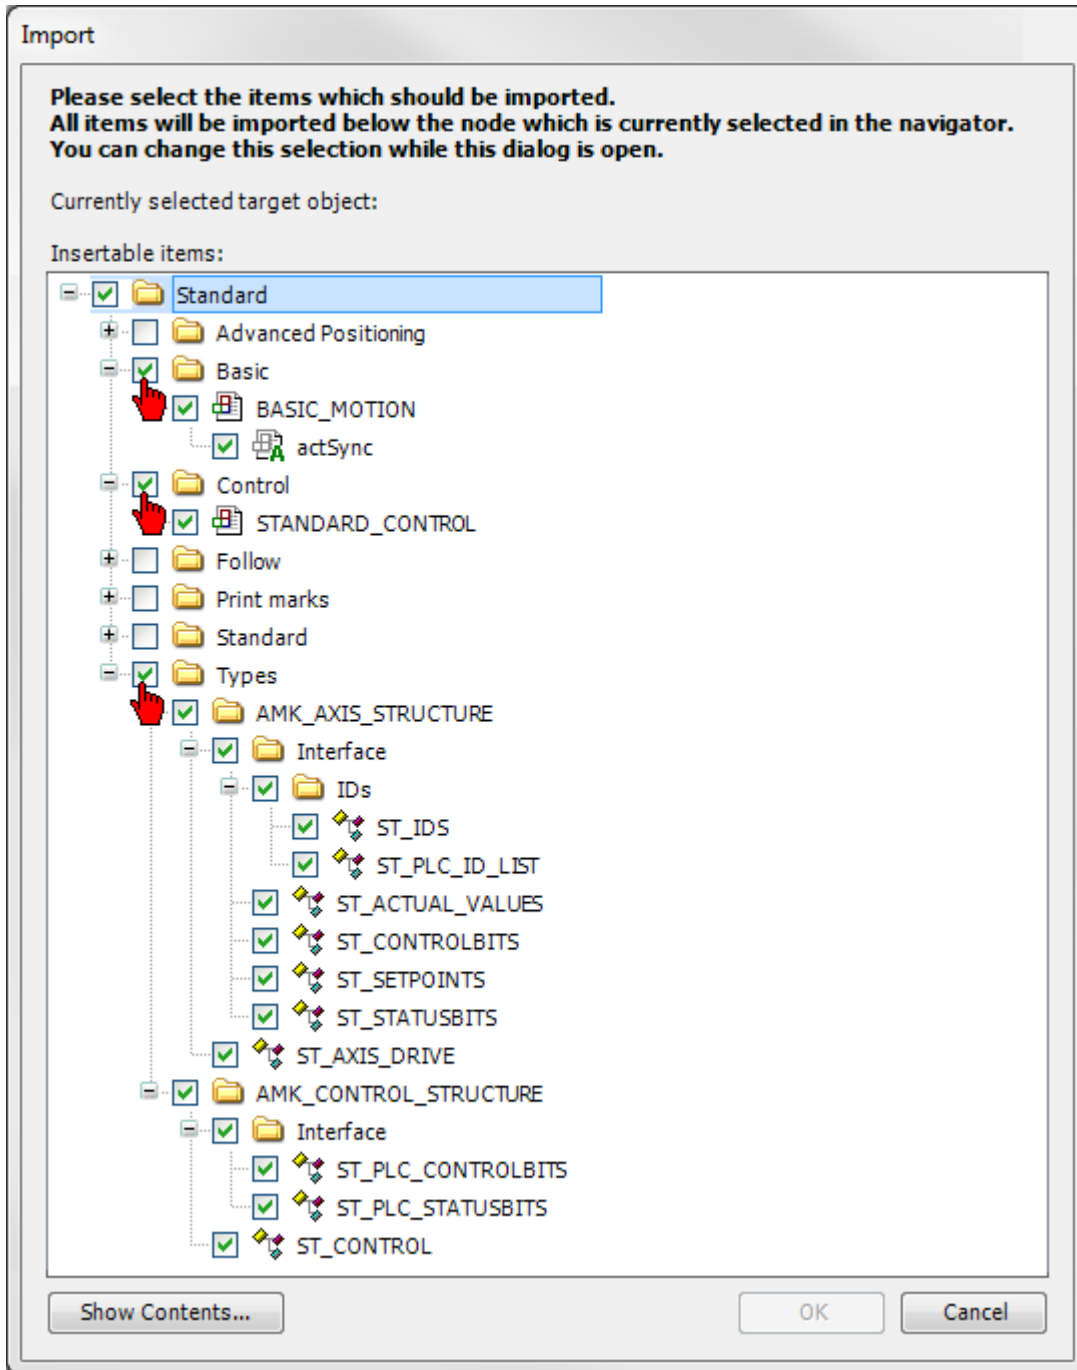 Import
Please select the items which should be imported.
All items will be imported below the node which is currently selected in the navigator.
You can change this selection while this dialog is open.
Currently selected target object:
Insertable items:
Standard
Advanced Positioning
Basic
BASIC_MOTION
actSync
Control
STANDARD_CONTROL
Follow
Print marks
Standard
Types
AMK_AXIS_STRUCTURE
Interface
IDs
ST_IDS
ST_PLC_ID_LIST
ST_ACTUAL_VALUES
ST_CONTROLBITS
ST_SETPOINTS
ST_STATUSBITS
ST_AXIS_DRIVE
AMK_CONTROL_STRUCTURE
Interface
ST_PLC_CONTROLBITS
ST_PLC_STATUSBITS
ST_CONTROL
Show Contents... OK Cancel